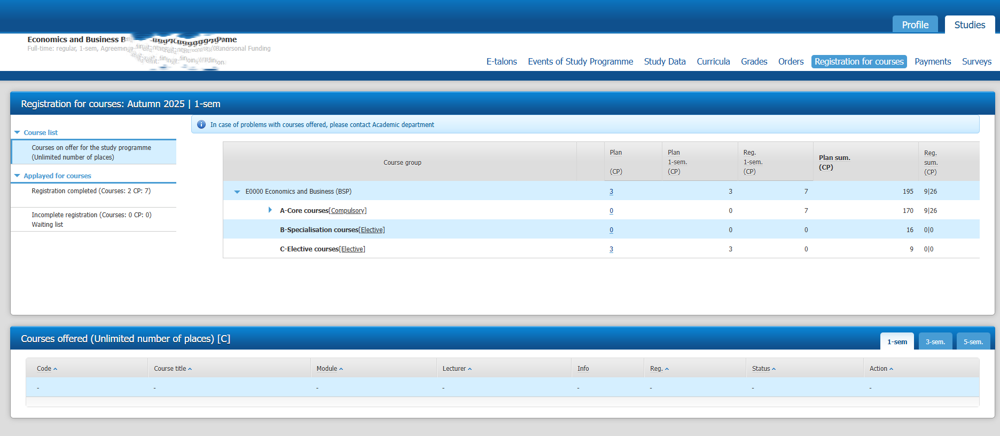 Profile Studies
Economics and Business
Full-time: regular, 1-sem,
Funding
E-talons Events of Study Programme Study Data Curricula Grades Orders Registration for courses Payments Surveys
Registration for courses: Autumn 2025 | 1-sem
In case of problems with courses offered, please contact Academic department
Course list
Courses on offer for the study programme
(Unlimited number of places)
Applayed for courses
Registration completed (Courses: 2 CP: 7)
Incomplete registration (Courses: 0 CP: 0)
Waiting list
Course group
Plan
(CP)
Plan
1-sem.
(CP)
Reg.
1-sem.
(CP)
Plan sum.
(CP)
Reg.
sum.
(CP)
E0000 Economics and Business (BSP) 3 3 7 195 9|26
A-Core courses[Compulsory] 0 0 7 170 9|26
B-Specialisation courses[Elective] 0 0 0 16 0|0
C-Elective courses[Elective] 3 3 0 9 0|0
Courses offered (Unlimited number of places) [C]
1-sem 3-sem. 5-sem.
Code Course title Module Lecturer Info Reg. Status Action
- - - - - - - -